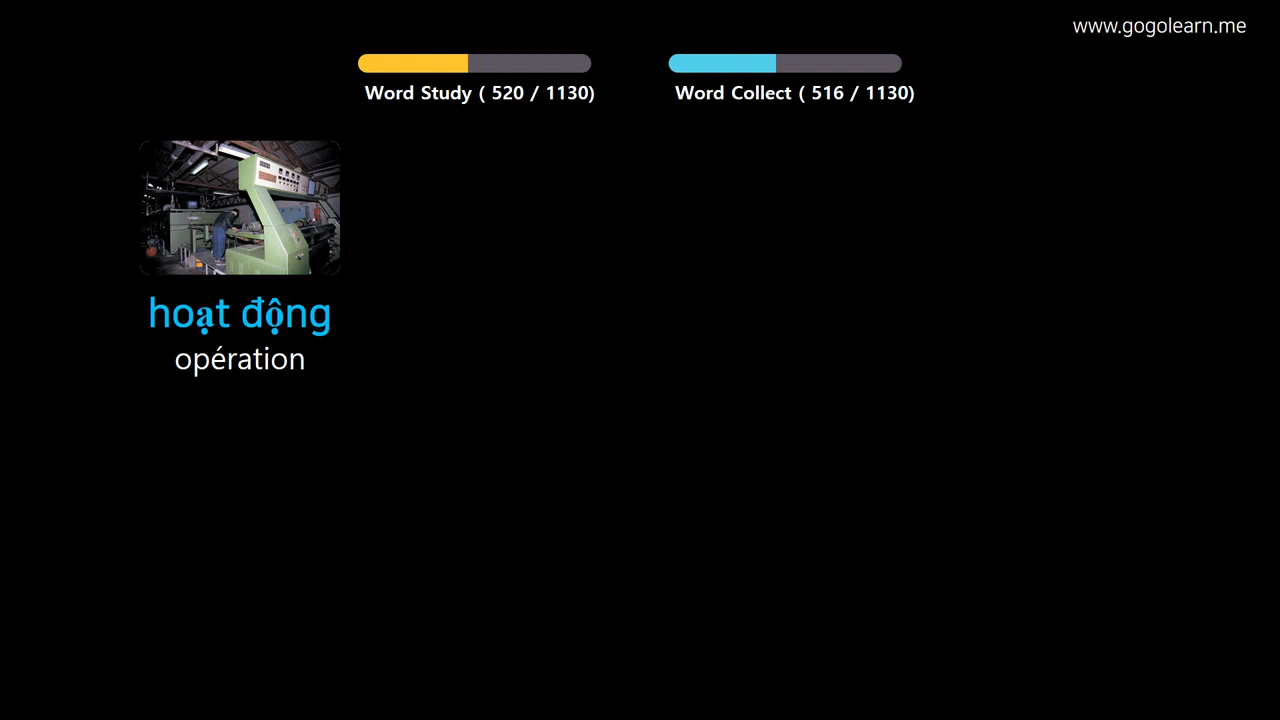 www.gogolearn.me
Word Study ( 520 / 1130)
Word Collect ( 516 / 1130)
hoạt động
opération